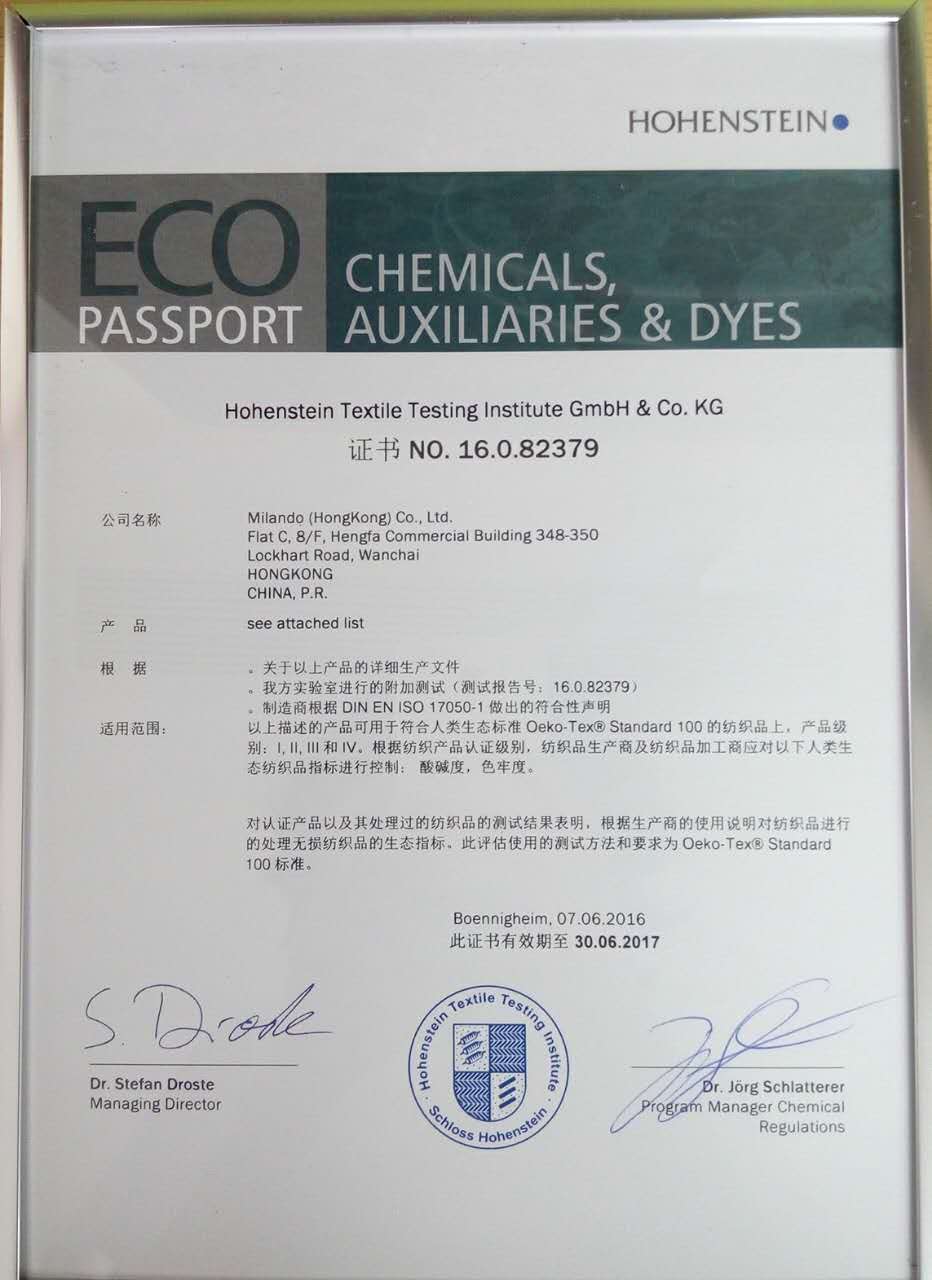 HOHENSTEIN
ECO
PASSPORT
CHEMICALS,
AUXILIARIES & DYES
Hohenstein Textile Testing Institute GmbH & Co. KG
证书 NO. 16.0.82379
公司名称
Milando (HongKong) Co., Ltd.
Flat C, 8/F, Hengfa Commercial Building 348-350
Lockhart Road, Wanchai
HONGKONG
CHINA, P.R.
产 品
see attached list
根 据
。关于以上产品的详细生产文件
。我方实验室进行的附加测试（测试报告号：16.0.82379）
。制造商根据 DIN EN ISO 17050-1 做出的符合性声明
适用范围：
以上描述的产品可用于符合人类生态标准 Oeko-Tex® Standard 100 的纺织品上，产品级
别：I, II, III 和 IV。根据纺织产品认证级别，纺织品生产商及纺织品加工商应对以下人类生
态纺织品指标进行控制： 酸碱度，色牢度。
对认证产品以及其处理过的纺织品的测试结果表明，根据生产商的使用说明对纺织品进行
的处理无损纺织品的生态指标。此评估使用的测试方法和要求为 Oeko-Tex® Standard
100 标准。
Boennigheim, 07.06.2016
此证书有效期至 30.06.2017
S. Droste
Dr. Stefan Droste
Managing Director
Hohenstein Textile Testing Institute
Schloss Hohenstein
Dr. Jörg Schlatterer
Program Manager Chemical
Regulations